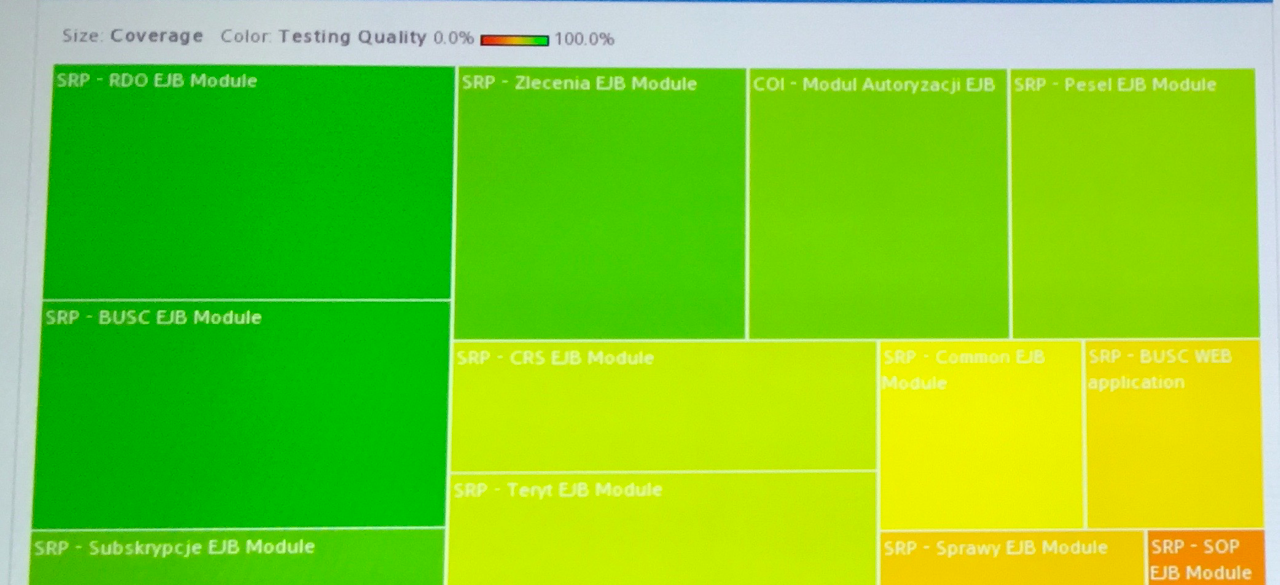 Size: Coverage Color: Testing Quality 0.0% 100.0%
SRP - RDO EJB Module
SRP - Zlecenia EJB Module
COI - Modul Autoryzacji EJB
SRP - Pesel EJB Module
SRP - BUSC EJB Module
SRP - CRS EJB Module
SRP - Common EJB
Module
SRP - BUSC WEB
application
SRP - Teryt EJB Module
SRP - Subskrypcje EJB Module
SRP - Sprawy EJB Module
SRP - SOP
EJB Module